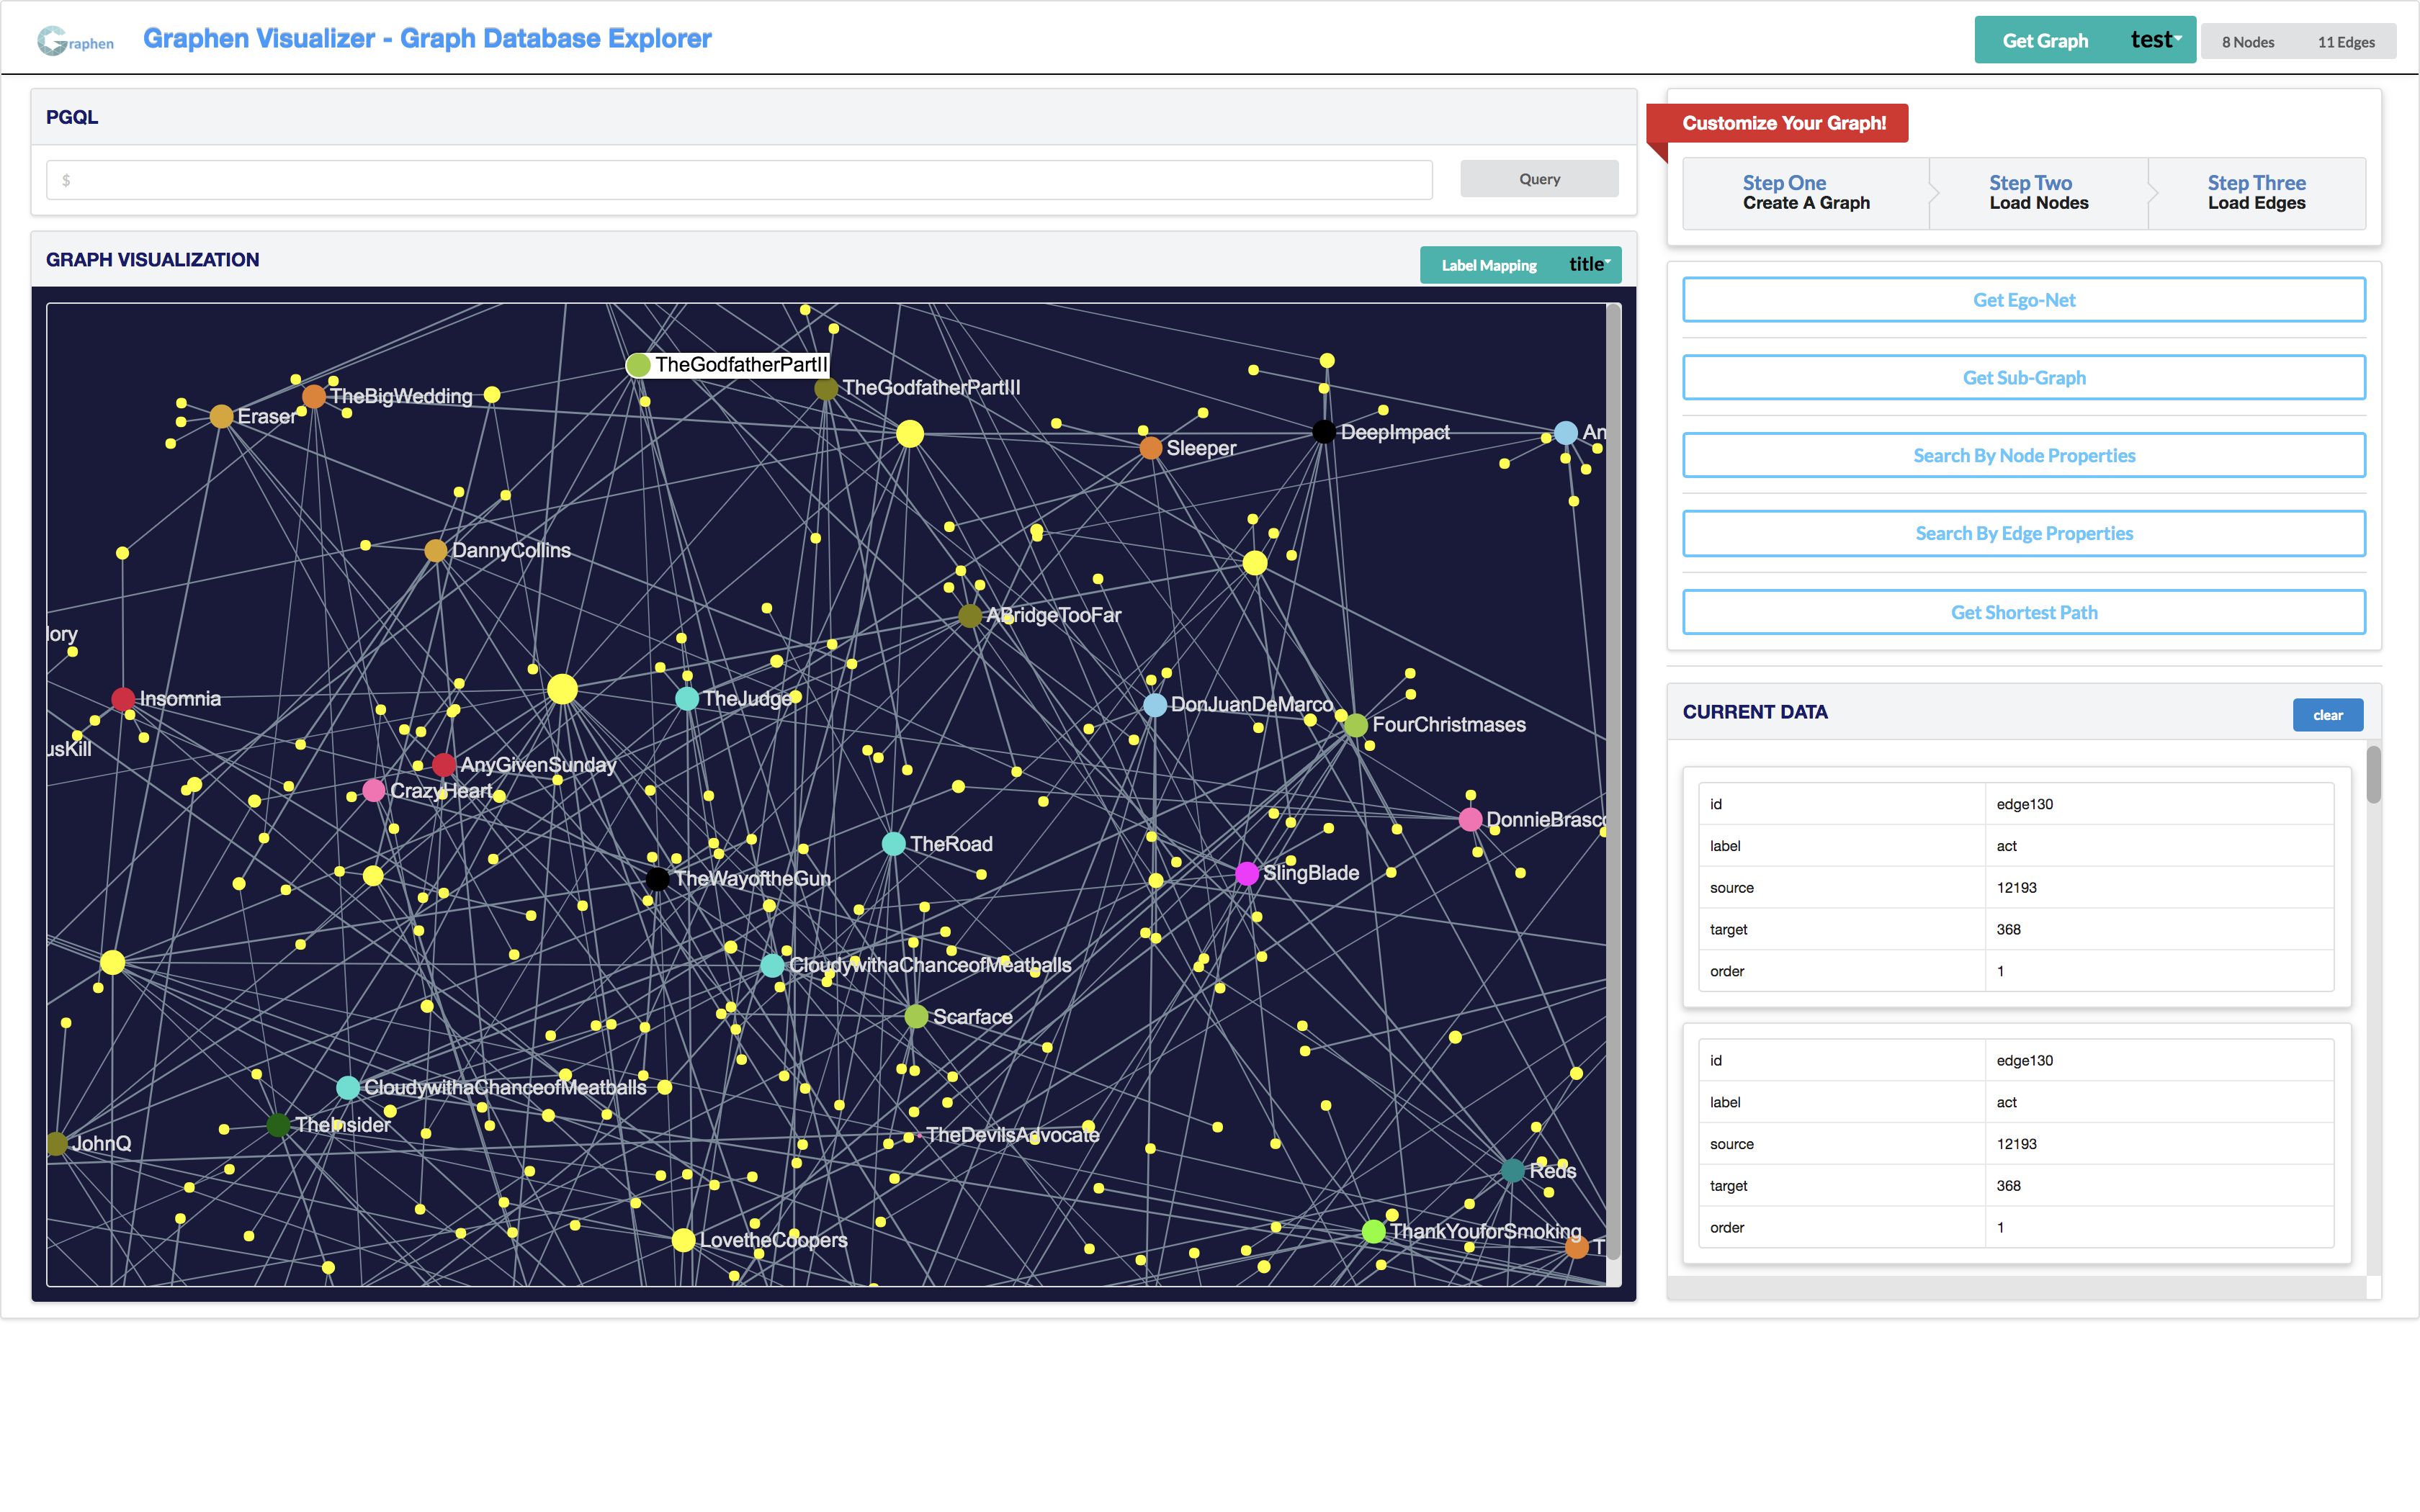 Graphen
Graphen Visualizer - Graph Database Explorer
Get Graph test
8 Nodes 11 Edges
PGQL
$
Query
GRAPH VISUALIZATION
Label Mapping title
TheGodfatherPartII
TheGodfatherPartIII
TheBigWedding
Eraser
Sleeper
DeepImpact
An
DannyCollins
ABridgeTooFar
lory
Insomnia
TheJudge
DonJuanDeMarco
FourChristmases
usKill
AnyGivenSunday
CrazyHeart
DonnieBrasco
TheRoad
TheWayoftheGun
SlingBlade
CloudywithaChanceofMeatballs
Scarface
CloudywithaChanceofMeatballs
TheInsider
JohnQ
TheDevilsAdvocate
Reds
ThankYouforSmoking
LovetheCoopers
T
Customize Your Graph!
Step One
Create A Graph
Step Two
Load Nodes
Step Three
Load Edges
Get Ego-Net
Get Sub-Graph
Search By Node Properties
Search By Edge Properties
Get Shortest Path
CURRENT DATA
clear
id edge130
label act
source 12193
target 368
order 1
id edge130
label act
source 12193
target 368
order 1